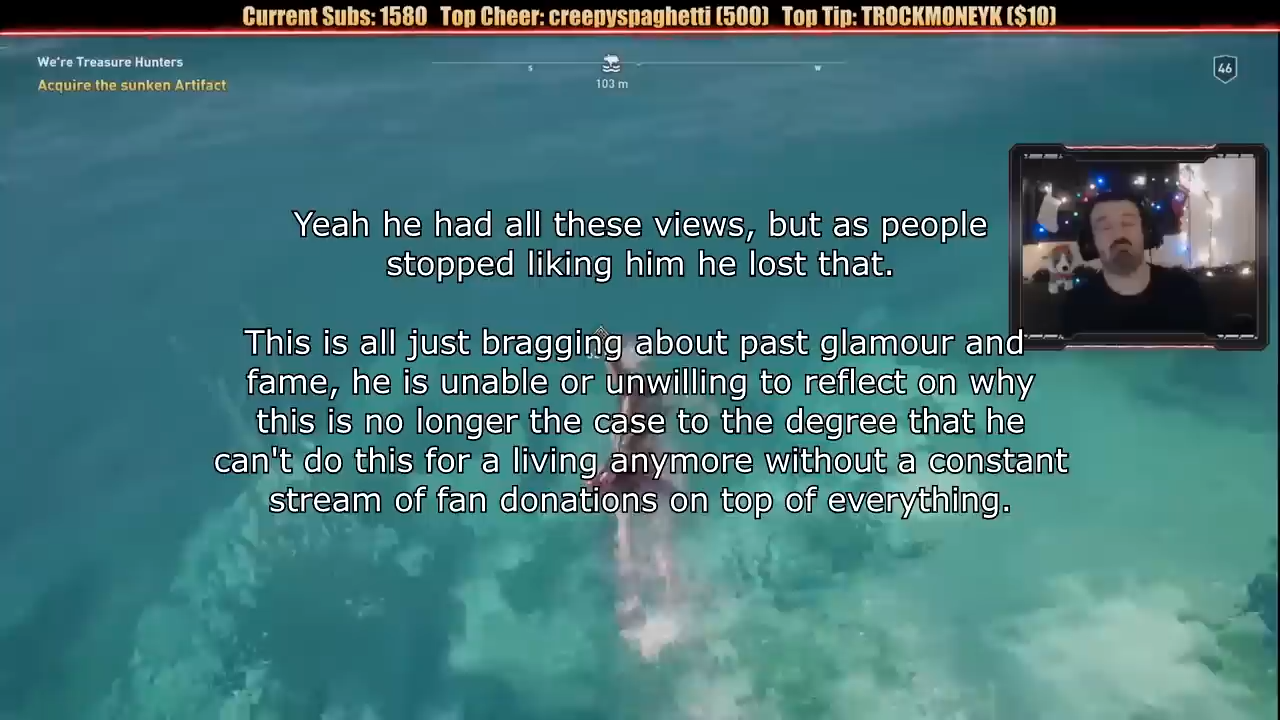 Current Subs: 1580 Top Cheer: creepyspaghetti (500) Top Tip: TROCKMONEYK ($10)
We're Treasure Hunters
Acquire the sunken Artifact
S
W
103 m
46
Yeah he had all these views, but as people
stopped liking him he lost that.
This is all just bragging about past glamour and
fame, he is unable or unwilling to reflect on why
this is no longer the case to the degree that he
can't do this for a living anymore without a constant
stream of fan donations on top of everything.